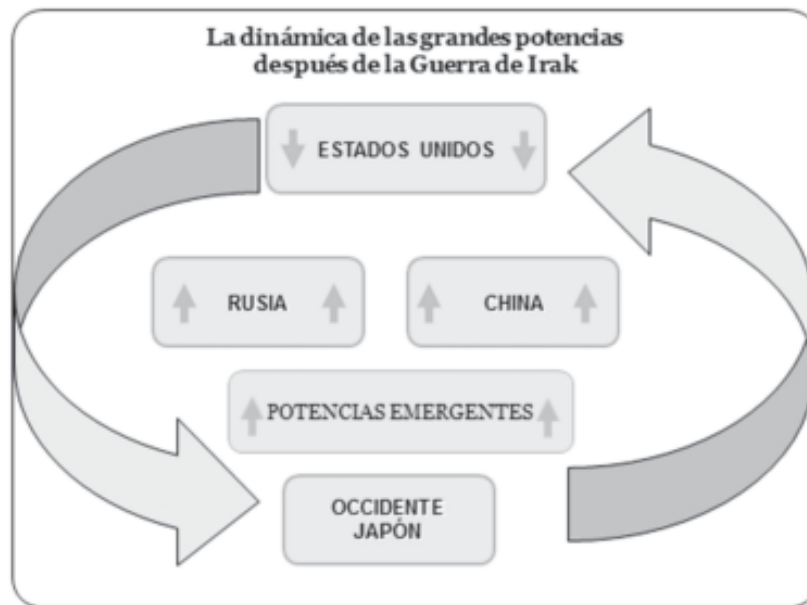 La dinámica de las grandes potencias
después de la Guerra de Irak
ESTADOS UNIDOS
RUSIA
CHINA
POTENCIAS EMERGENTES
OCCIDENTE
JAPÓN